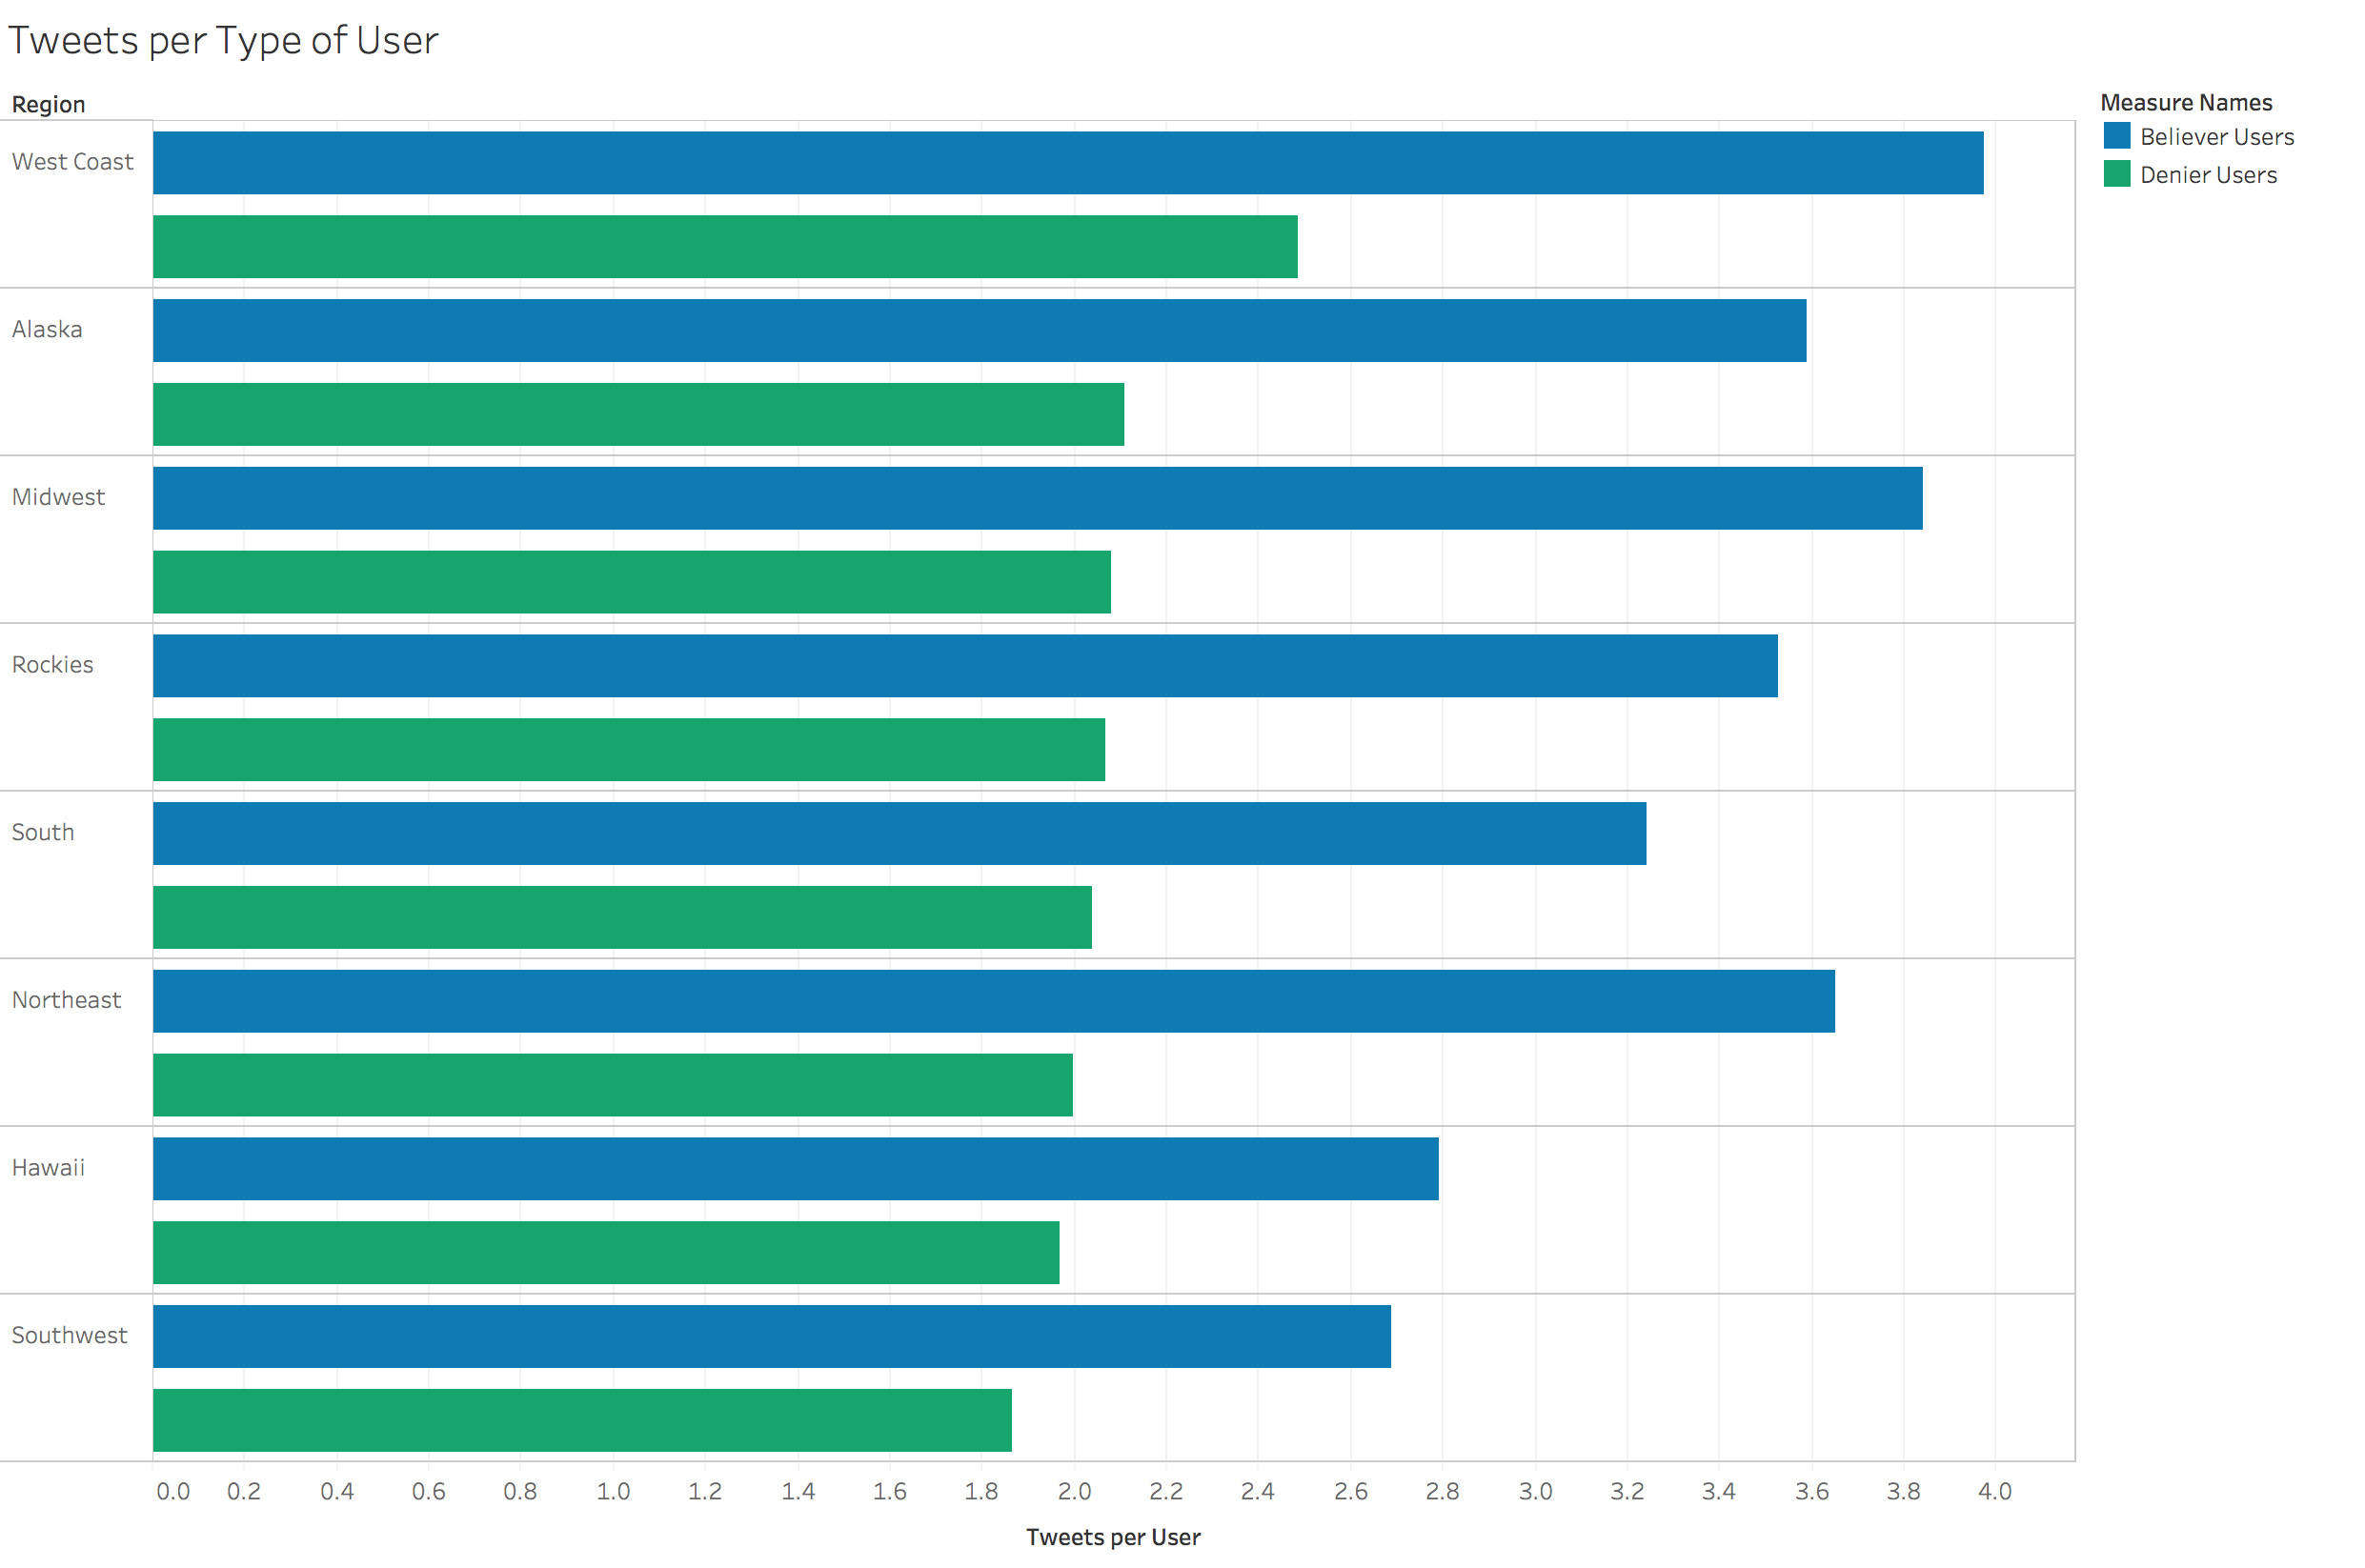 Tweets per Type of User
Region
Measure Names
Believer Users
Denier Users
West Coast
Alaska
Midwest
Rockies
South
Northeast
Hawaii
Southwest
0.0 0.2 0.4 0.6 0.8 1.0 1.2 1.4 1.6 1.8 2.0 2.2 2.4 2.6 2.8 3.0 3.2 3.4 3.6 3.8 4.0
Tweets per User